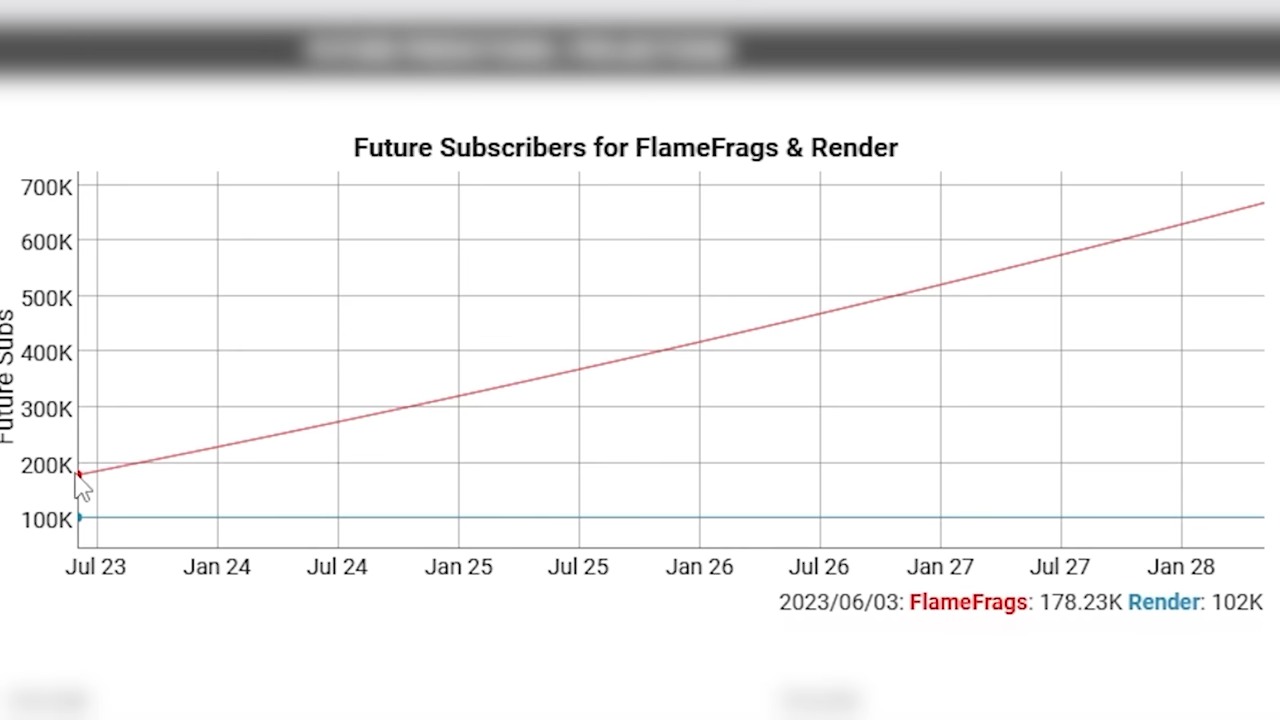 Future Subscribers for FlameFrags & Render
700K
600K
500K
400K
300K
200K
100K
Future Subs
Jul 23 Jan 24 Jul 24 Jan 25 Jul 25 Jan 26 Jul 26 Jan 27 Jul 27 Jan 28
2023/06/03: FlameFrags: 178.23K Render: 102K